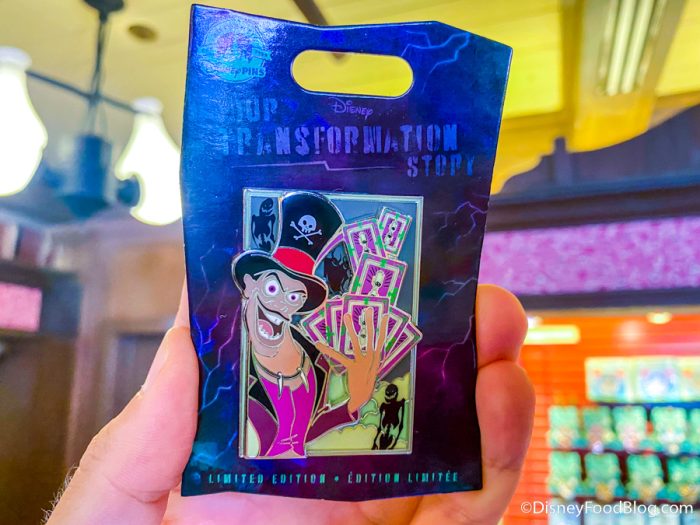 PINS
Disney
TRANSFORMATION
STORY
LIMITED EDITION • ÉDITION LIMITÉE
©DisneyFoodBlog.com